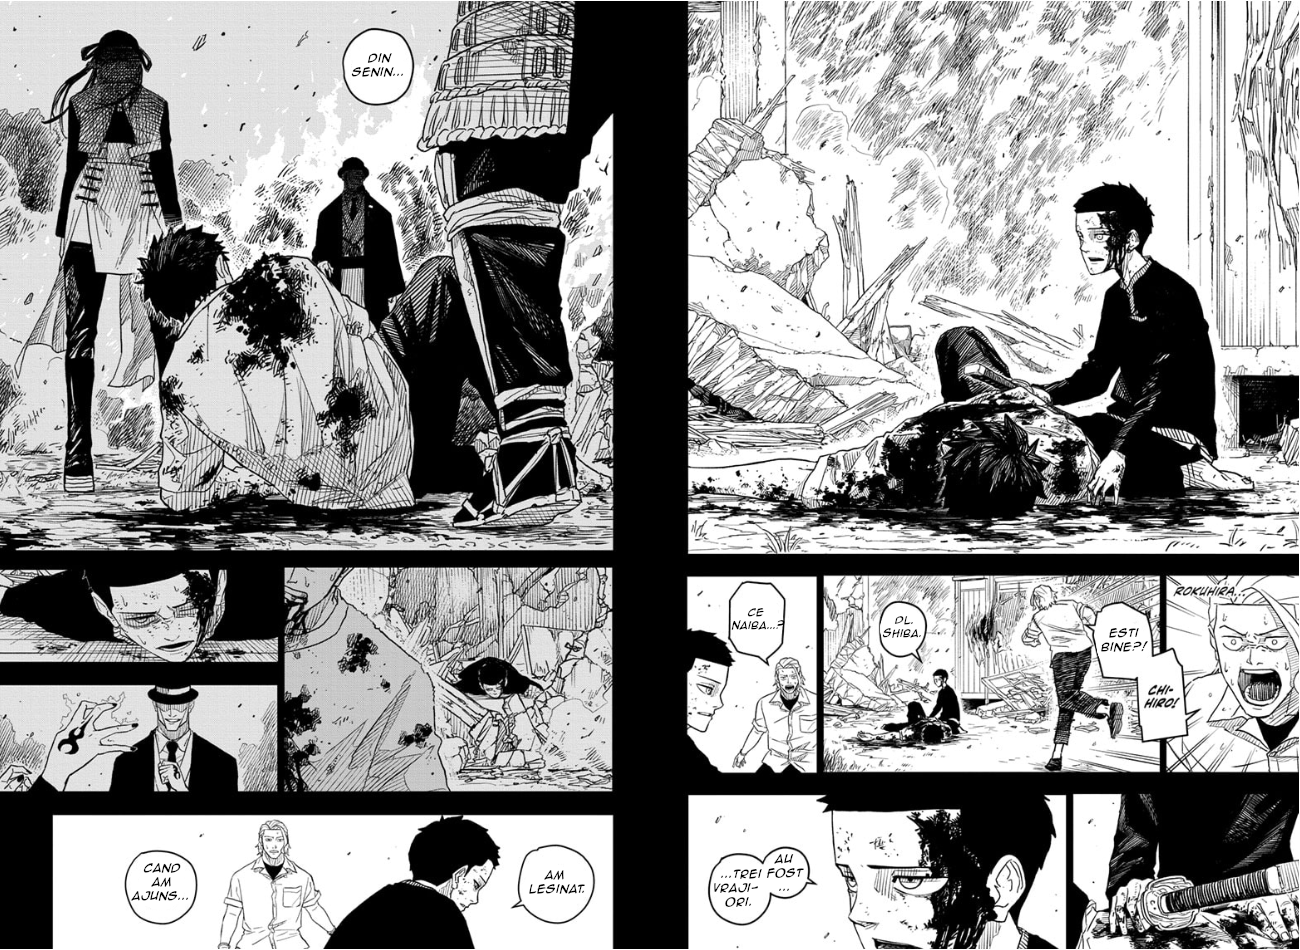 ROKUHIRA...
CHI-
HIRO!
ESTI
BINE?!
DL.
SHIBA.
CE
NAIBA...?
AU
FOST
...
...TREI
VRAJI-
ORI.
DIN
SENIN...
AM
LESINAT.
CAND
AM
AJUNS...